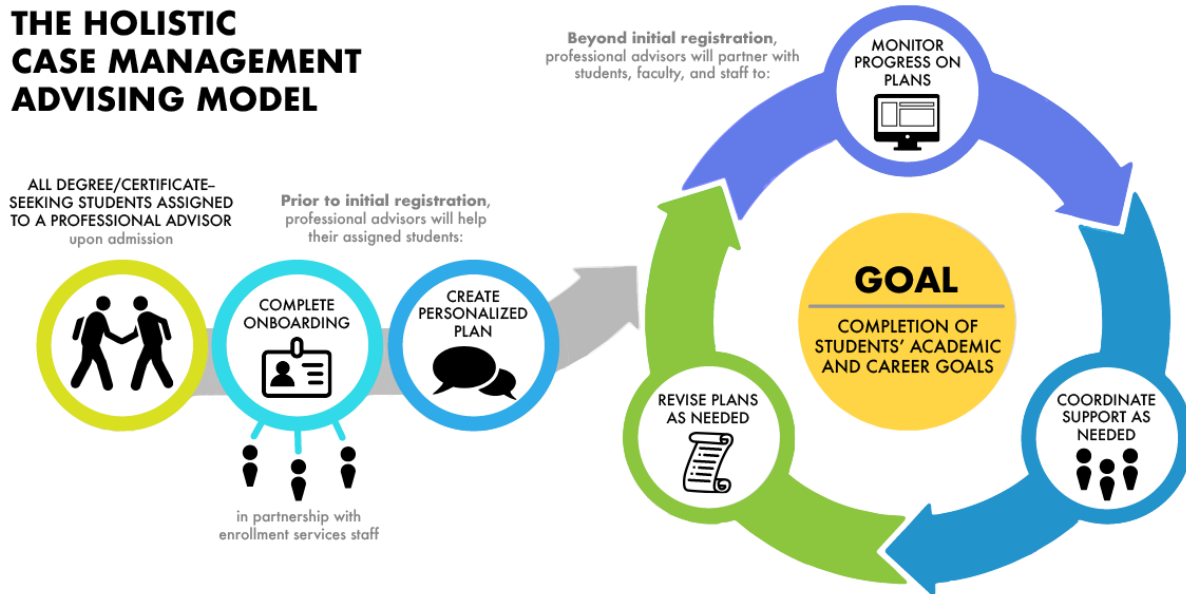 THE HOLISTIC
CASE MANAGEMENT
ADVISING MODEL
ALL DEGREE/CERTIFICATE–
SEEKING STUDENTS ASSIGNED
TO A PROFESSIONAL ADVISOR
upon admission
Prior to initial registration,
professional advisors will help
their assigned students:
COMPLETE
ONBOARDING
in partnership with
enrollment services staff
CREATE
PERSONALIZED
PLAN
Beyond initial registration,
professional advisors will partner with
students, faculty, and staff to:
MONITOR
PROGRESS ON
PLANS
COORDINATE
SUPPORT AS
NEEDED
REVISE PLANS
AS NEEDED
GOAL
COMPLETION OF
STUDENTS’ ACADEMIC
AND CAREER GOALS